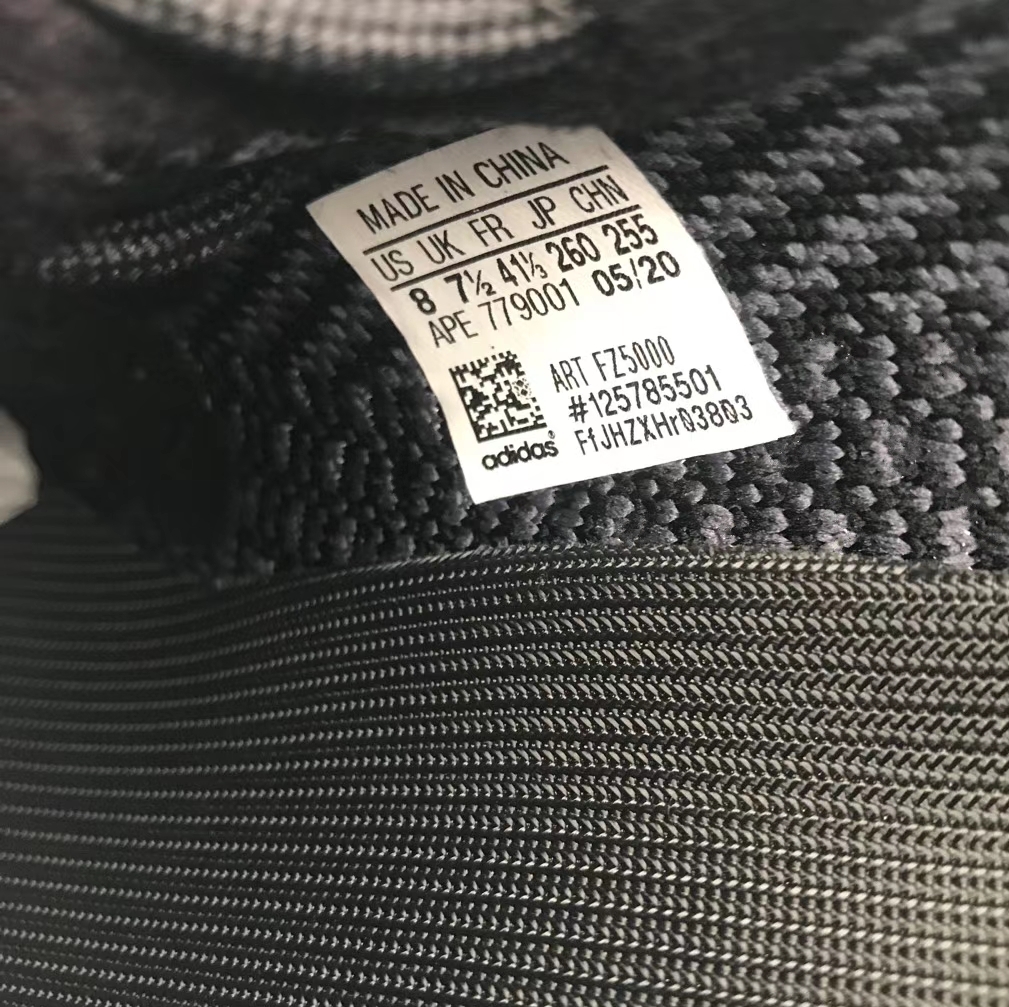 MADE IN CHINA
US UK FR JP CHN
8 7½ 41⅓ 260 255
APE 779001 05/20
ART FZ5000
#125785501
FfJHZXHrQ38Q3
adidas®